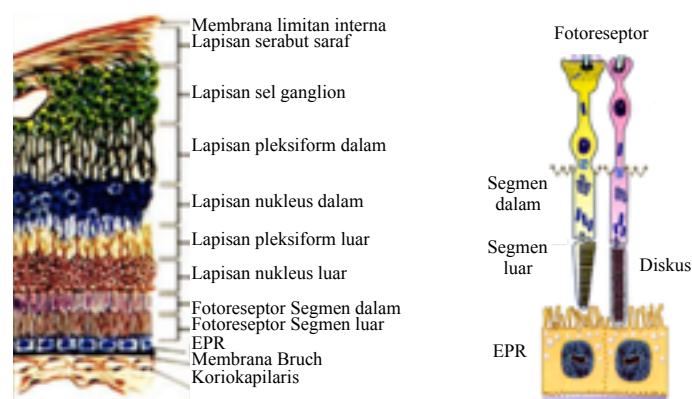 Membrana limitan interna
Lapisan serabut saraf
Lapisan sel ganglion
Lapisan pleksiform dalam
Lapisan nukleus dalam
Lapisan pleksiform luar
Lapisan nukleus luar
Fotoreseptor Segmen dalam
Fotoreseptor Segmen luar
EPR
Membrana Bruch
Koriokapilaris
Fotoreseptor
Segmen
dalam
Segmen
luar
Diskus
EPR